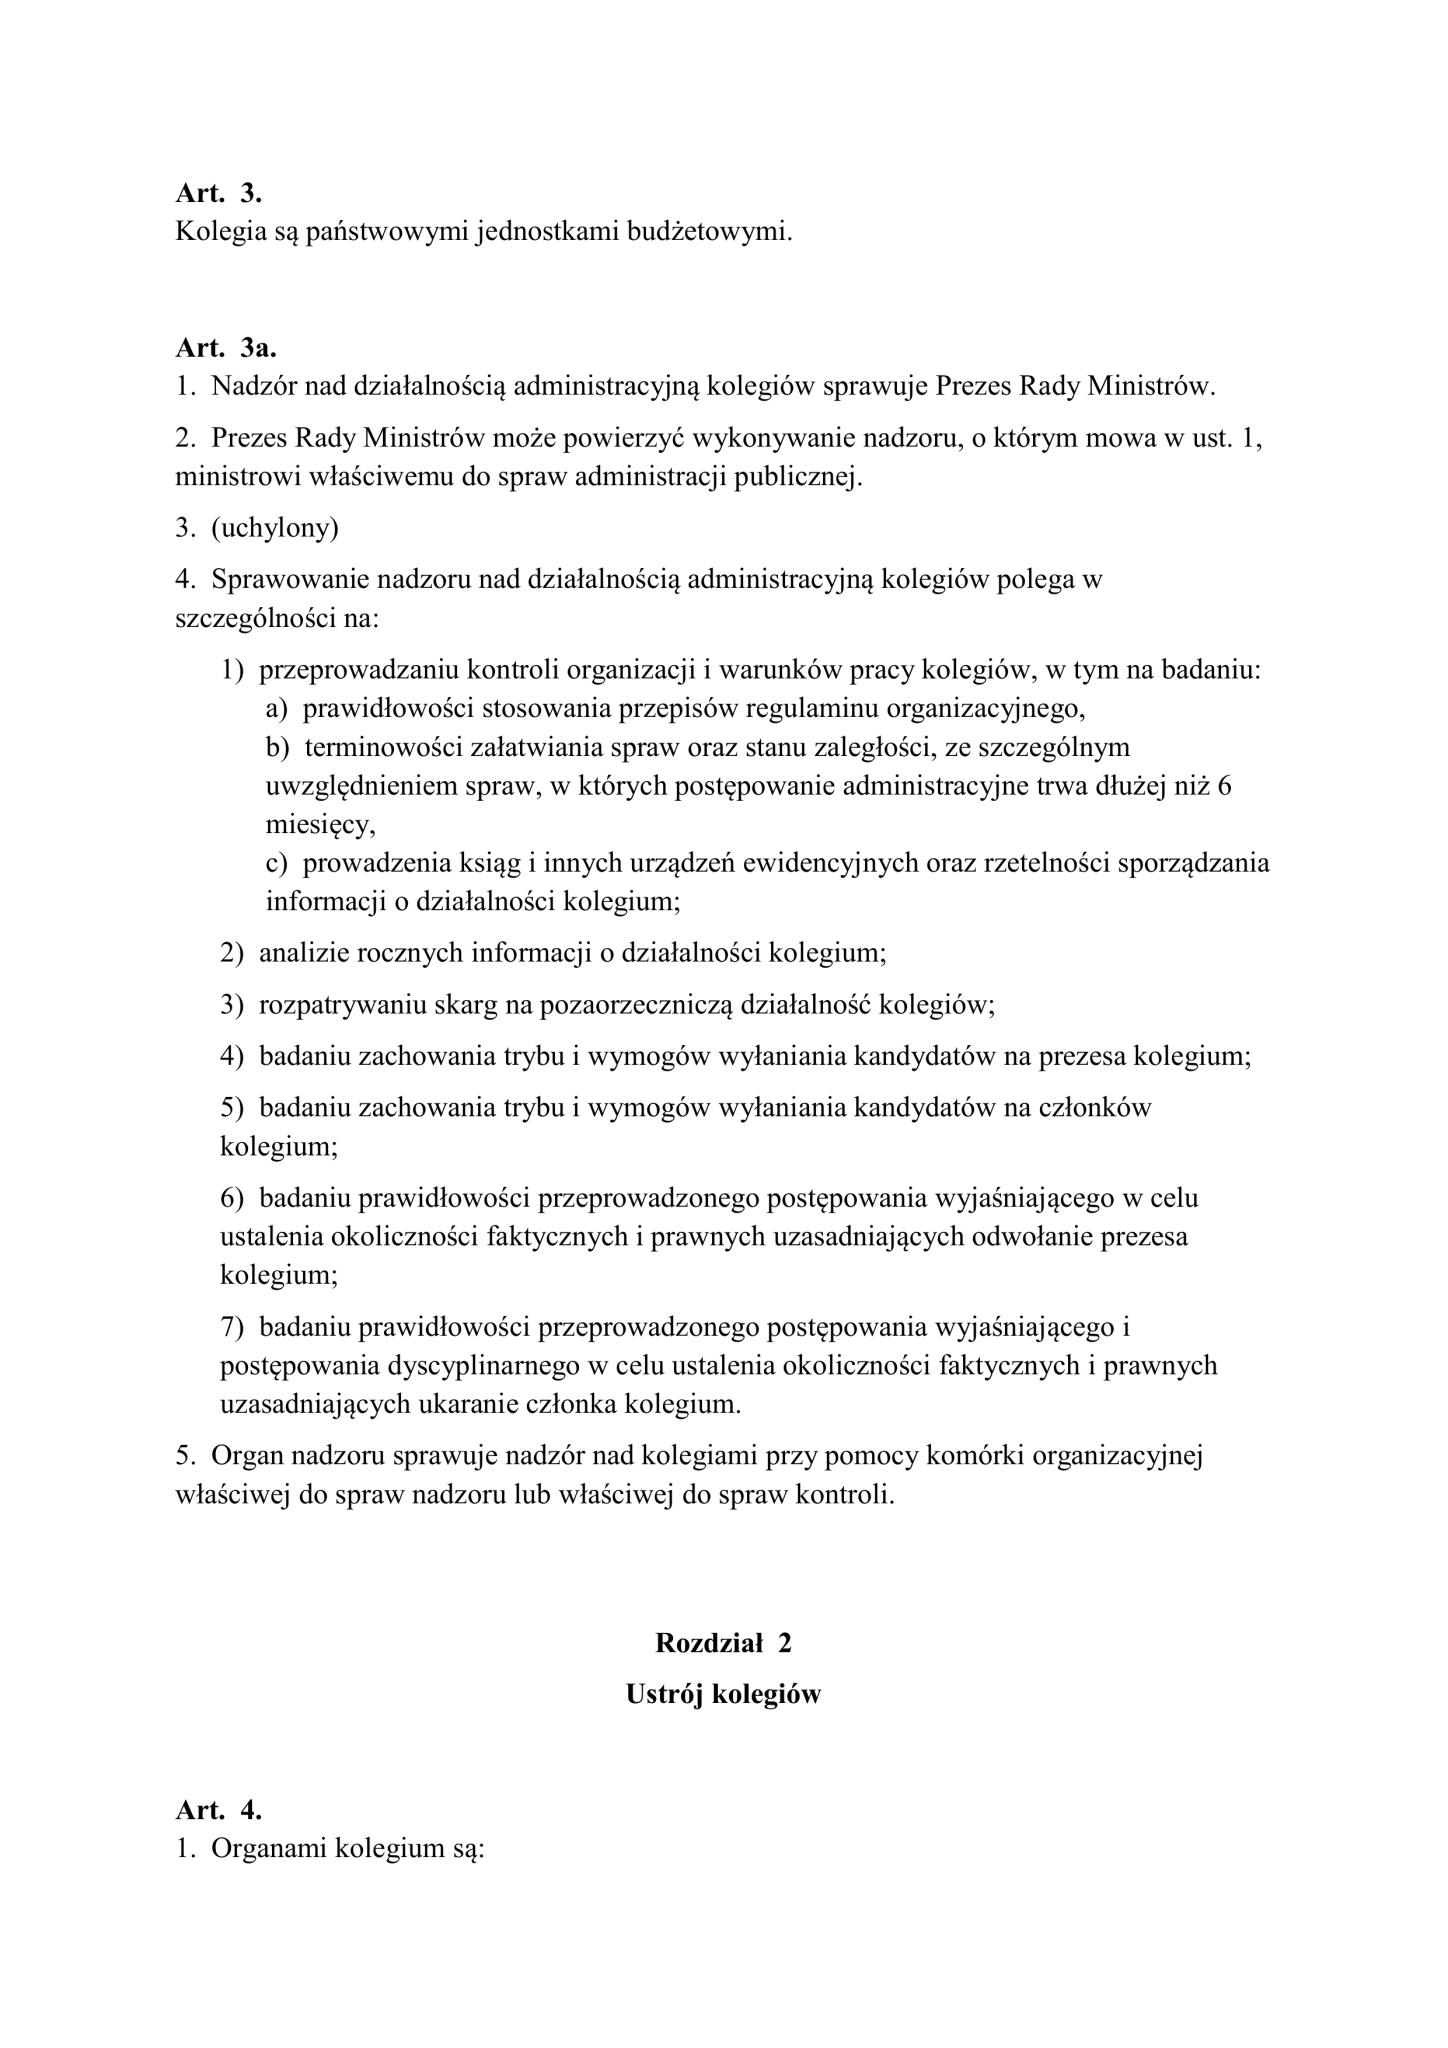 Art. 3.
Kolegia są państwowymi jednostkami budżetowymi.
Art. 3a.
1. Nadzór nad działalnością administracyjną kolegiów sprawuje Prezes Rady Ministrów.
2. Prezes Rady Ministrów może powierzyć wykonywanie nadzoru, o którym mowa w ust. 1,
ministrowi właściwemu do spraw administracji publicznej.
3. (uchylony)
4. Sprawowanie nadzoru nad działalnością administracyjną kolegiów polega w
szczególności na:
1) przeprowadzaniu kontroli organizacji i warunków pracy kolegiów, w tym na badaniu:
a) prawidłowości stosowania przepisów regulaminu organizacyjnego,
b) terminowości załatwiania spraw oraz stanu zaległości, ze szczególnym
uwzględnieniem spraw, w których postępowanie administracyjne trwa dłużej niż 6
miesięcy,
c) prowadzenia ksiąg i innych urządzeń ewidencyjnych oraz rzetelności sporządzania
informacji o działalności kolegium;
2) analizie rocznych informacji o działalności kolegium;
3) rozpatrywaniu skarg na pozaorzeczniczą działalność kolegiów;
4) badaniu zachowania trybu i wymogów wyłaniania kandydatów na prezesa kolegium;
5) badaniu zachowania trybu i wymogów wyłaniania kandydatów na członków
kolegium;
6) badaniu prawidłowości przeprowadzonego postępowania wyjaśniającego w celu
ustalenia okoliczności faktycznych i prawnych uzasadniających odwołanie prezesa
kolegium;
7) badaniu prawidłowości przeprowadzonego postępowania wyjaśniającego i
postępowania dyscyplinarnego w celu ustalenia okoliczności faktycznych i prawnych
uzasadniających ukaranie członka kolegium.
5. Organ nadzoru sprawuje nadzór nad kolegiami przy pomocy komórki organizacyjnej
właściwej do spraw nadzoru lub właściwej do spraw kontroli.
Rozdział 2
Ustrój kolegiów
Art. 4.
1. Organami kolegium są: